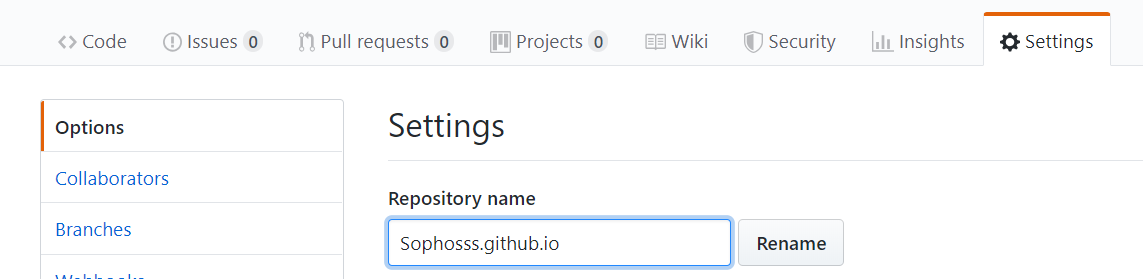 Code Issues 0 Pull requests 0 Projects 0 Wiki Security Insights Settings
Options
Settings
Collaborators
Repository name
Branches
Sophosss.github.io Rename
Webhooks